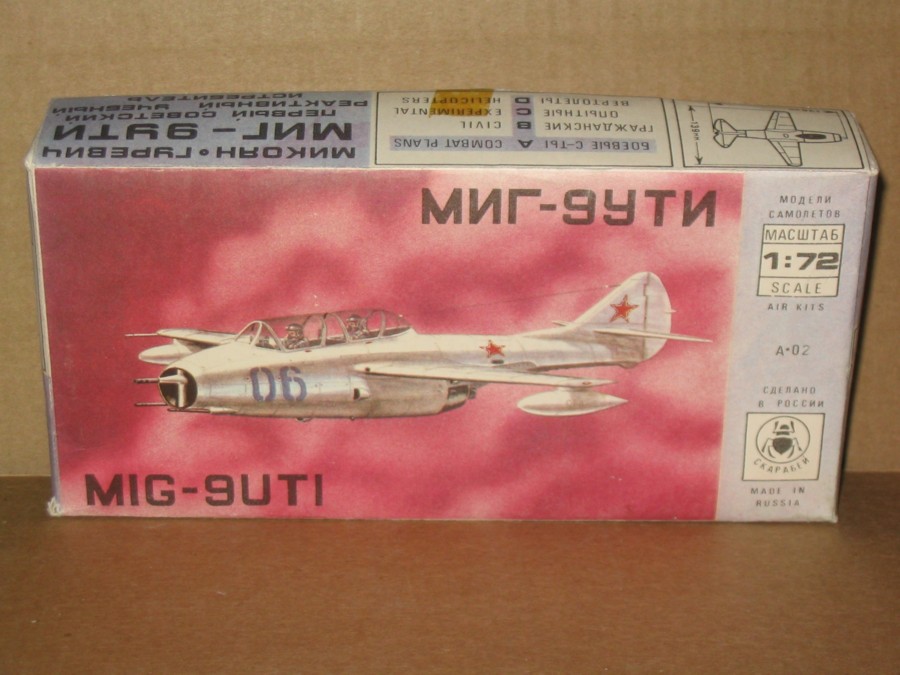 МИКОЯН•ГУРЕВИЧ
МИГ-9УТИ
ПЕРВЫЙ СОВЕТСКИЙ
РЕАКТИВНЫЙ УЧЕБНЫЙ
ИСТРЕБИТЕЛЬ
БОЕВЫЕ С-ТЫ A COMBAT PLANS
ГРАЖДАНСКИЕ B CIVIL
ОПЫТНЫЕ C EXPERIMENTAL
ВЕРТОЛЕТЫ D HELICOPTERS
МИГ-9УТИ
06
MIG-9UTI
МОДЕЛИ
САМОЛЕТОВ
МАСШТАБ
1:72
SCALE
AIR KITS
A•02
СДЕЛАНО
В РОССИИ
СКАРАБЕЙ
MADE IN
RUSSIA